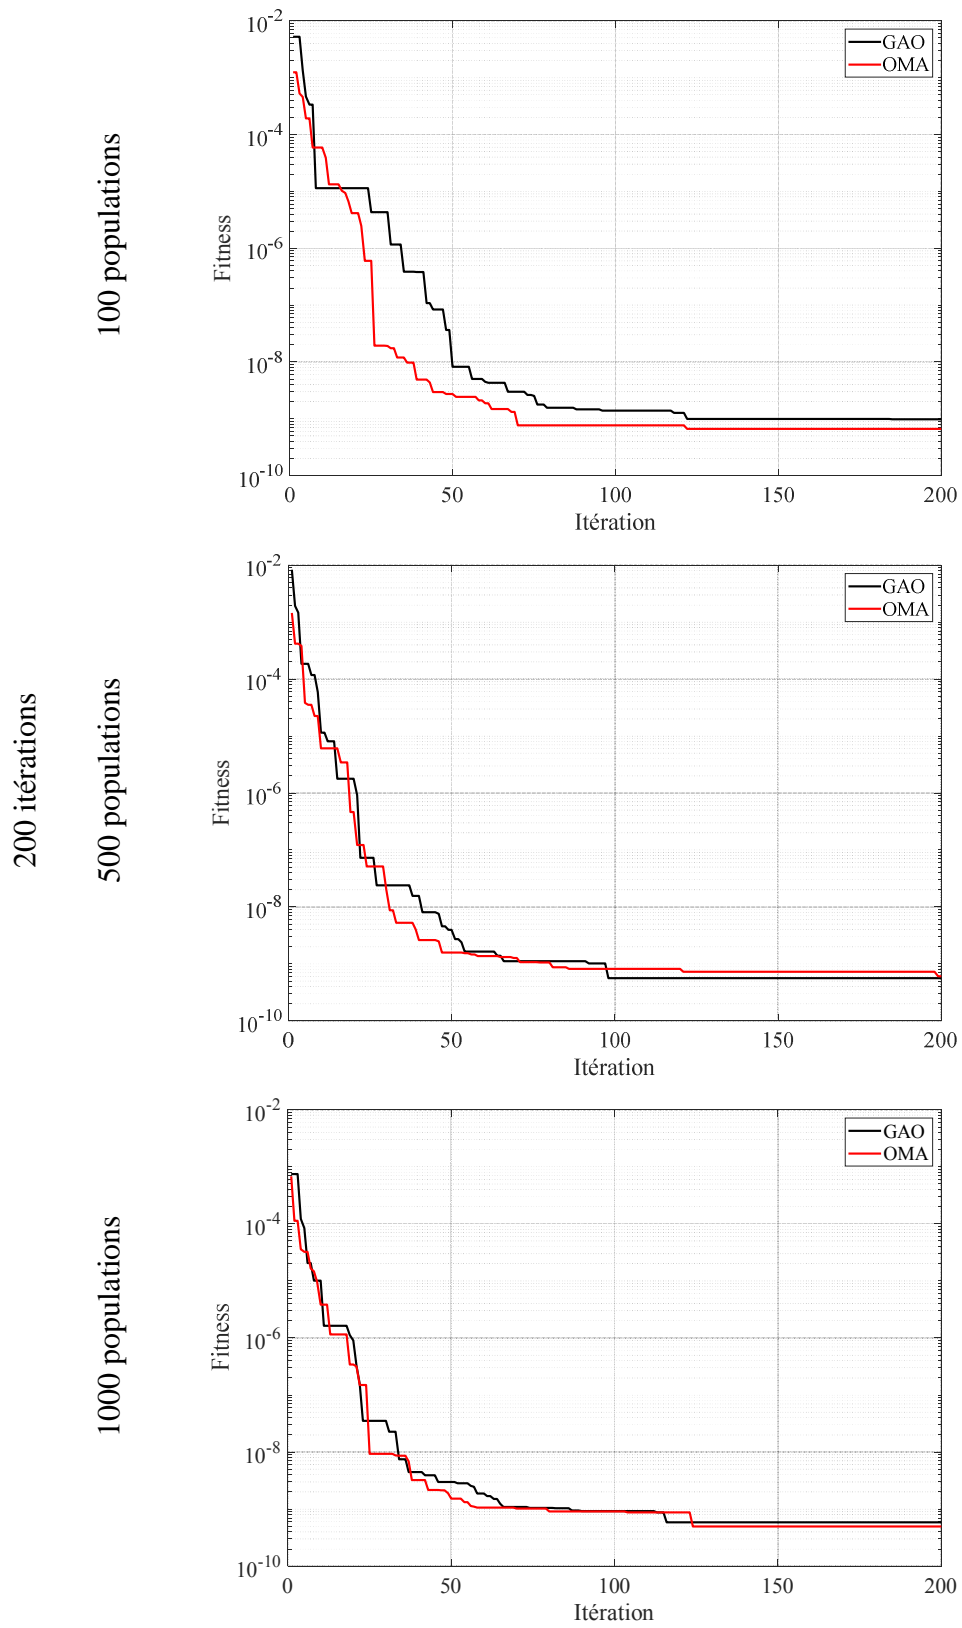 200 itérations
100 populations
10-2
10-4
10-6
10-8
10-10
Fitness
GAO
OMA
0 50 100 150 200
Itération
500 populations
10-2
10-4
10-6
10-8
10-10
Fitness
GAO
OMA
0 50 100 150 200
Itération
1000 populations
10-2
10-4
10-6
10-8
10-10
Fitness
GAO
OMA
0 50 100 150 200
Itération